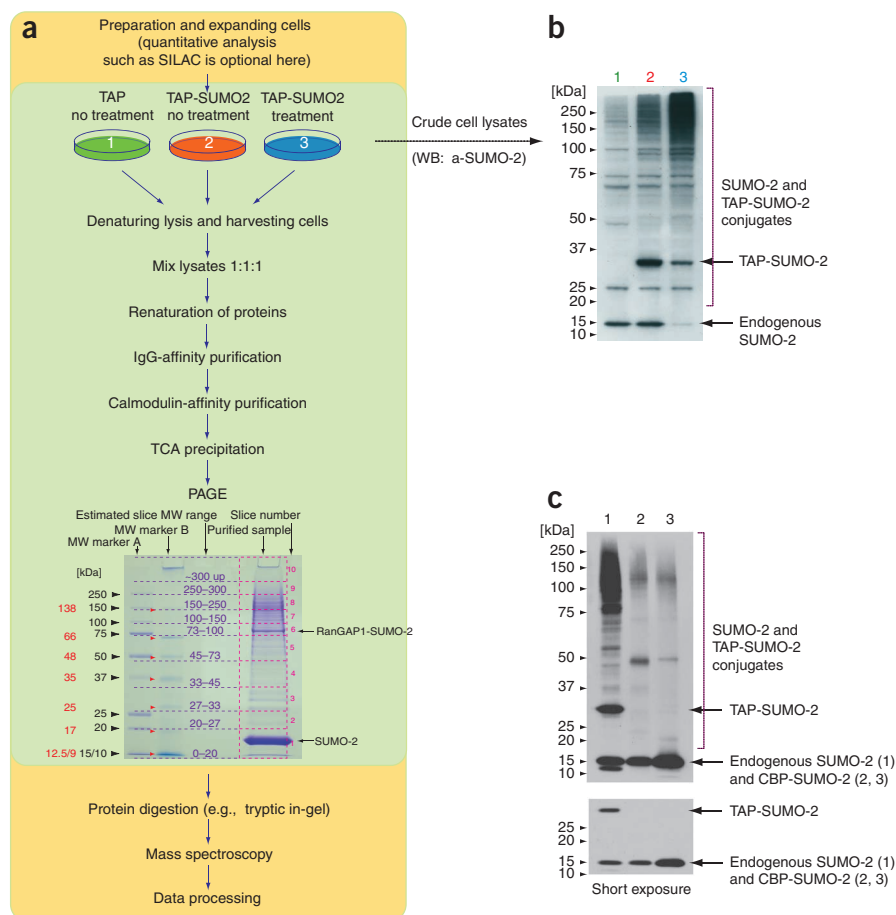 a
Preparation and expanding cells
(quantitative analysis
such as SILAC is optional here)
TAP
no treatment
TAP-SUMO2
no treatment
TAP-SUMO2
treatment
1
2
3
Crude cell lysates
(WB: a-SUMO-2)
Denaturing lysis and harvesting cells
Mix lysates 1:1:1
Renaturation of proteins
IgG-affinity purification
Calmodulin-affinity purification
TCA precipitation
PAGE
Estimated slice MW range
Slice number
MW marker B
Purified sample
MW marker A
[kDa]
250
150
100
75
50
37
25
20
15/10
138
66
48
35
25
17
12.5/9
~300 up
250–300
150–250
100–150
73–100
45–73
33–45
27–33
20–27
0–20
10
9
8
7
6
5
4
3
2
1
RanGAP1-SUMO-2
SUMO-2
Protein digestion (e.g., tryptic in-gel)
Mass spectroscopy
Data processing
b
1 2 3
[kDa]
250
150
100
75
50
37
25
20
15
10
SUMO-2 and
TAP-SUMO-2
conjugates
TAP-SUMO-2
Endogenous
SUMO-2
c
1 2 3
[kDa]
250
150
100
75
50
37
25
20
15
10
SUMO-2 and
TAP-SUMO-2
conjugates
TAP-SUMO-2
Endogenous SUMO-2 (1)
and CBP-SUMO-2 (2, 3)
25
20
15
10
TAP-SUMO-2
Endogenous SUMO-2 (1)
and CBP-SUMO-2 (2, 3)
Short exposure